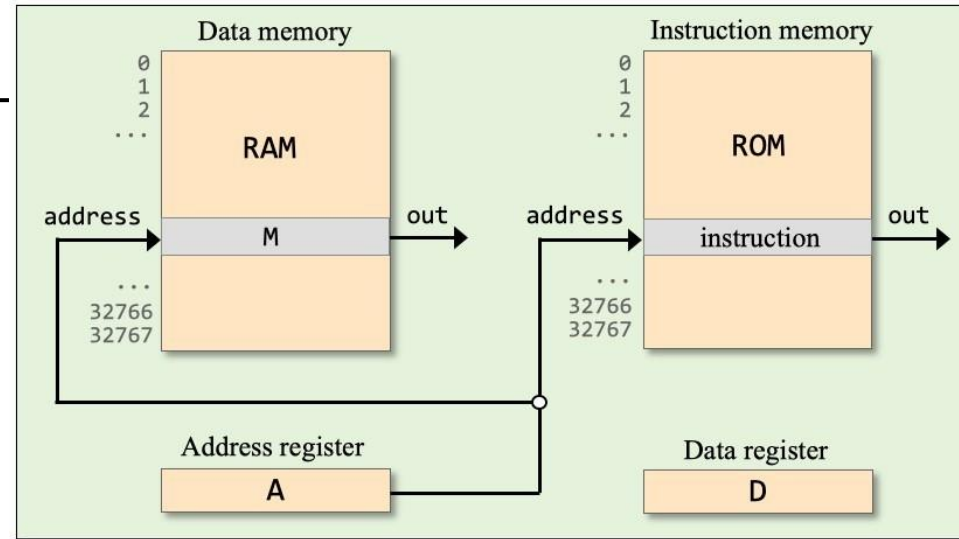 Data memory
0
1
2
...
RAM
address
M
out
...
32766
32767
Instruction memory
0
1
2
...
ROM
address
instruction
out
...
32766
32767
Address register
A
Data register
D